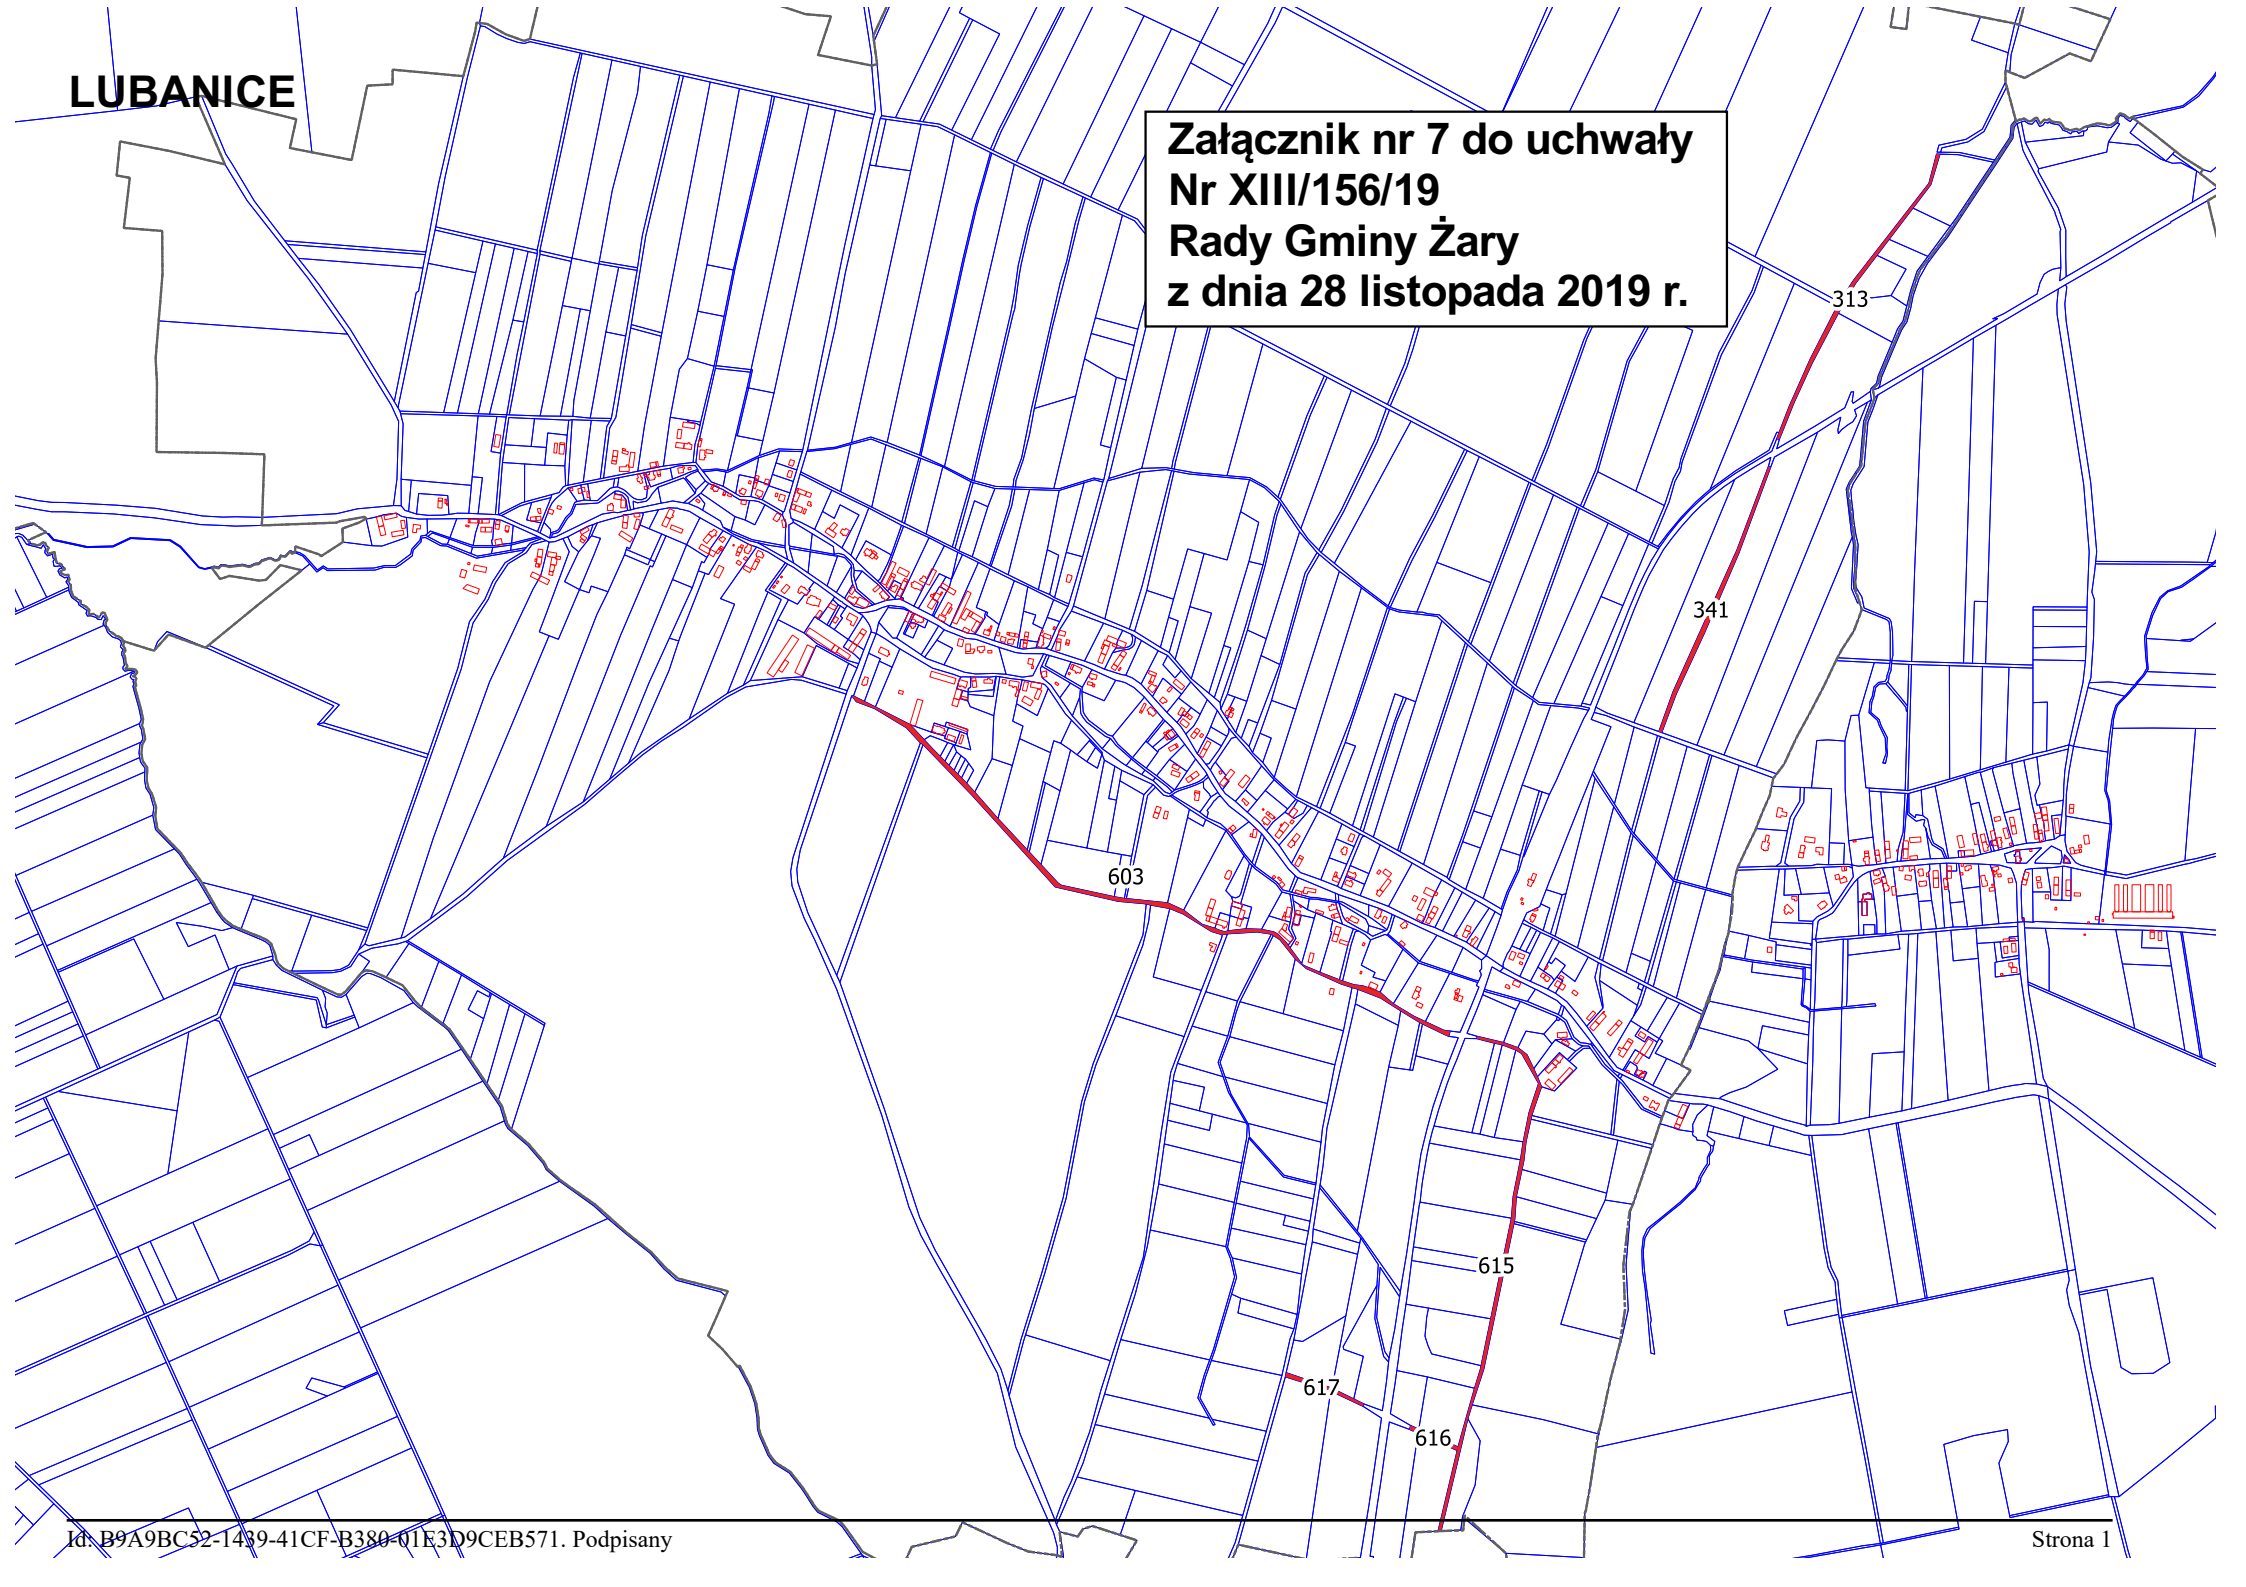 LUBANICE
Załącznik nr 7 do uchwały
Nr XIII/156/19
Rady Gminy Żary
z dnia 28 listopada 2019 r.
313
341
603
615
617
616
Id: B9A9BC52-1439-41CF-B380-01E3D9CEB571. Podpisany
Strona 1